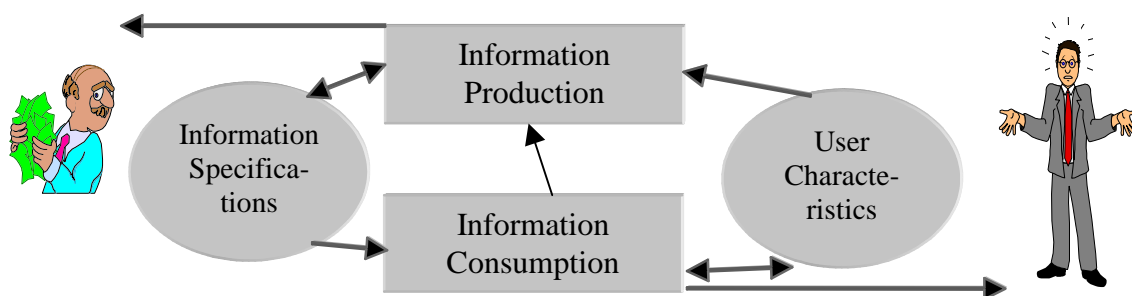 Information
Production
Information
Specifica-
tions
User
Characte-
ristics
Information
Consumption